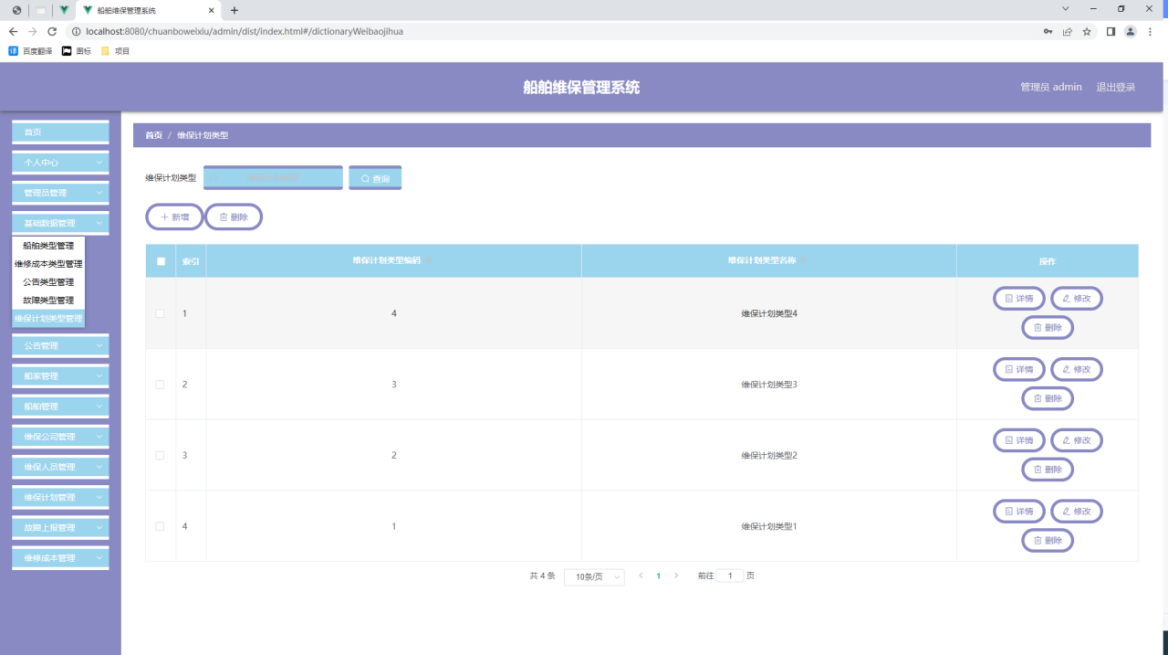 船舶维保管理系统
localhost:8080/chuanboweixiu/admin/dist/index.html#/dictionaryWeibaojihua
百度翻译 图标 项目
船舶维保管理系统
管理员 admin 退出登录
首页
个人中心
管理员管理
基础数据管理
船舶类型管理
维修成本类型管理
公告类型管理
故障类型管理
维保计划类型管理
公告管理
船家管理
船舶管理
维保公司管理
维保人员管理
维保计划管理
故障上报管理
维修成本管理
首页 / 维保计划类型
维保计划类型 查询
新增 删除
索引 维保计划类型编码 维保计划类型名称 操作
1 4 维保计划类型4 详情 修改
删除
2 3 维保计划类型3 详情 修改
删除
3 2 维保计划类型2 详情 修改
删除
4 1 维保计划类型1 详情 修改
删除
共 4 条 10条/页 1 前往 1 页